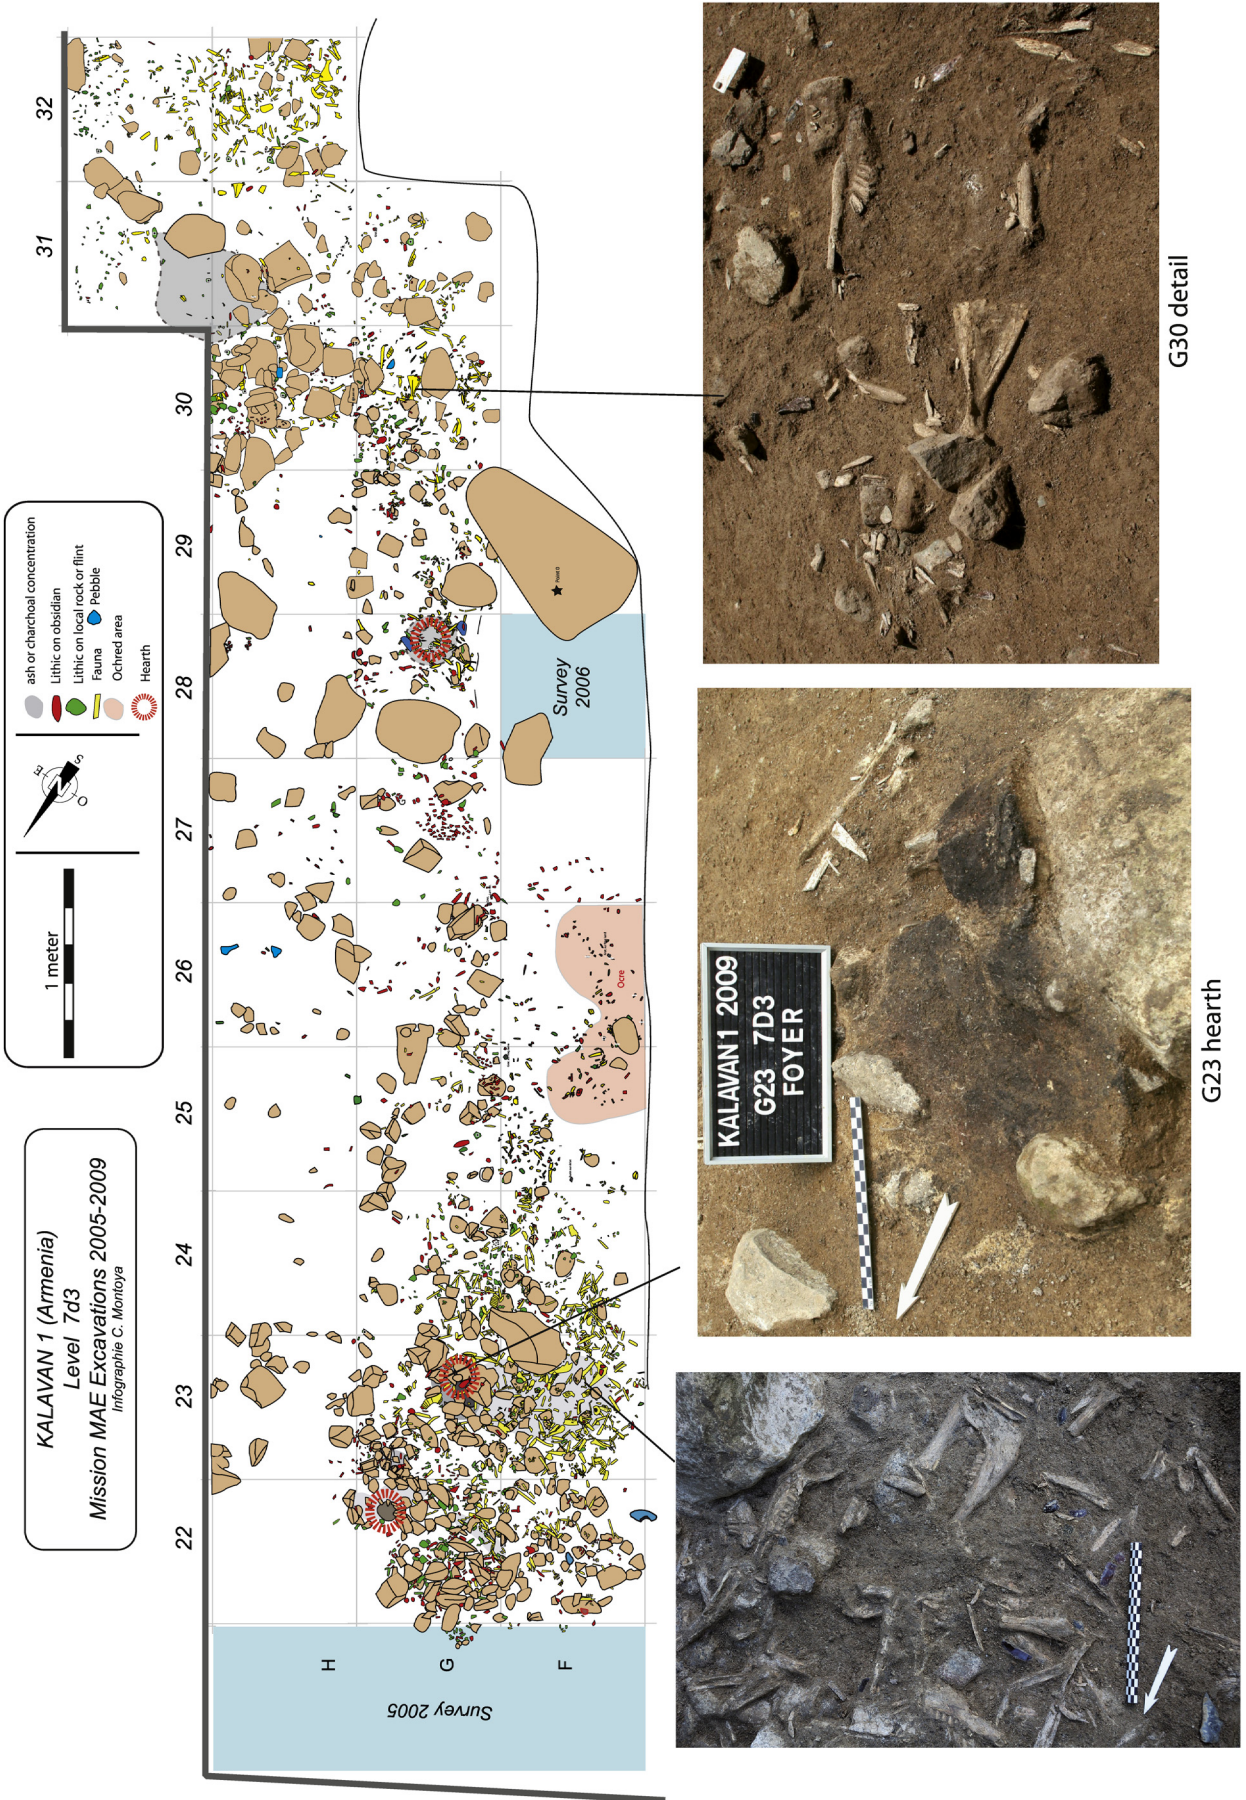 KALAVAN 1 (Armenia)
Level 7d3
Mission MAE Excavations 2005-2009
Infographie C. Montoya
1 meter
N
E
S
O
ash or charchoal concentration
Lithic on obsidian
Lithic on local rock or flint
Fauna
Pebble
Ochred area
Hearth
22
23
24
25
26
27
28
29
30
31
32
H
G
F
Survey 2005
Survey
2006
Point 0
Ocre
KALAVAN 1 2009
G23 7D3
FOYER
G23 hearth
G30 detail